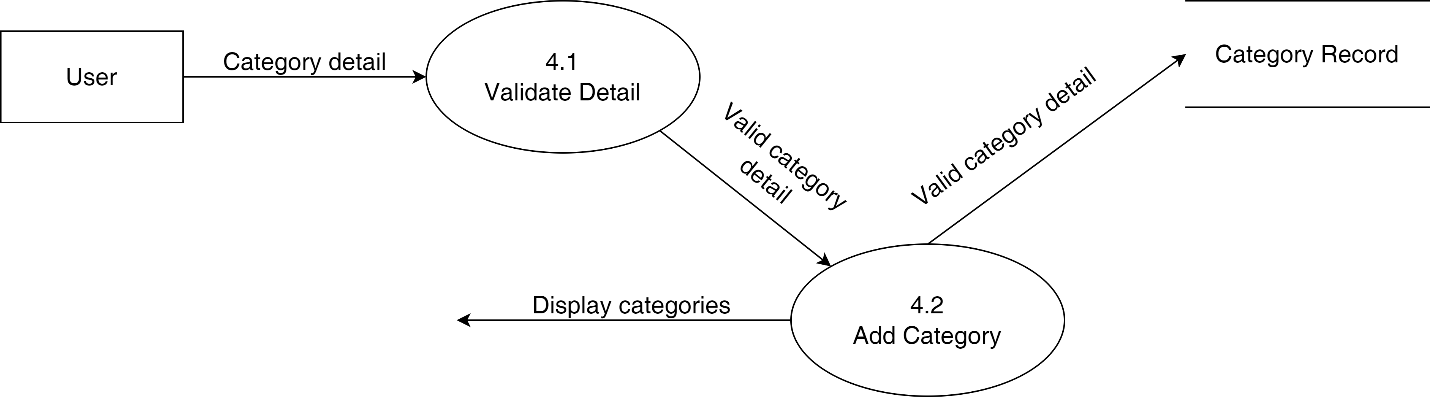 User
Category detail
4.1
Validate Detail
Valid category
detail
Valid category detail
Category Record
Display categories
4.2
Add Category